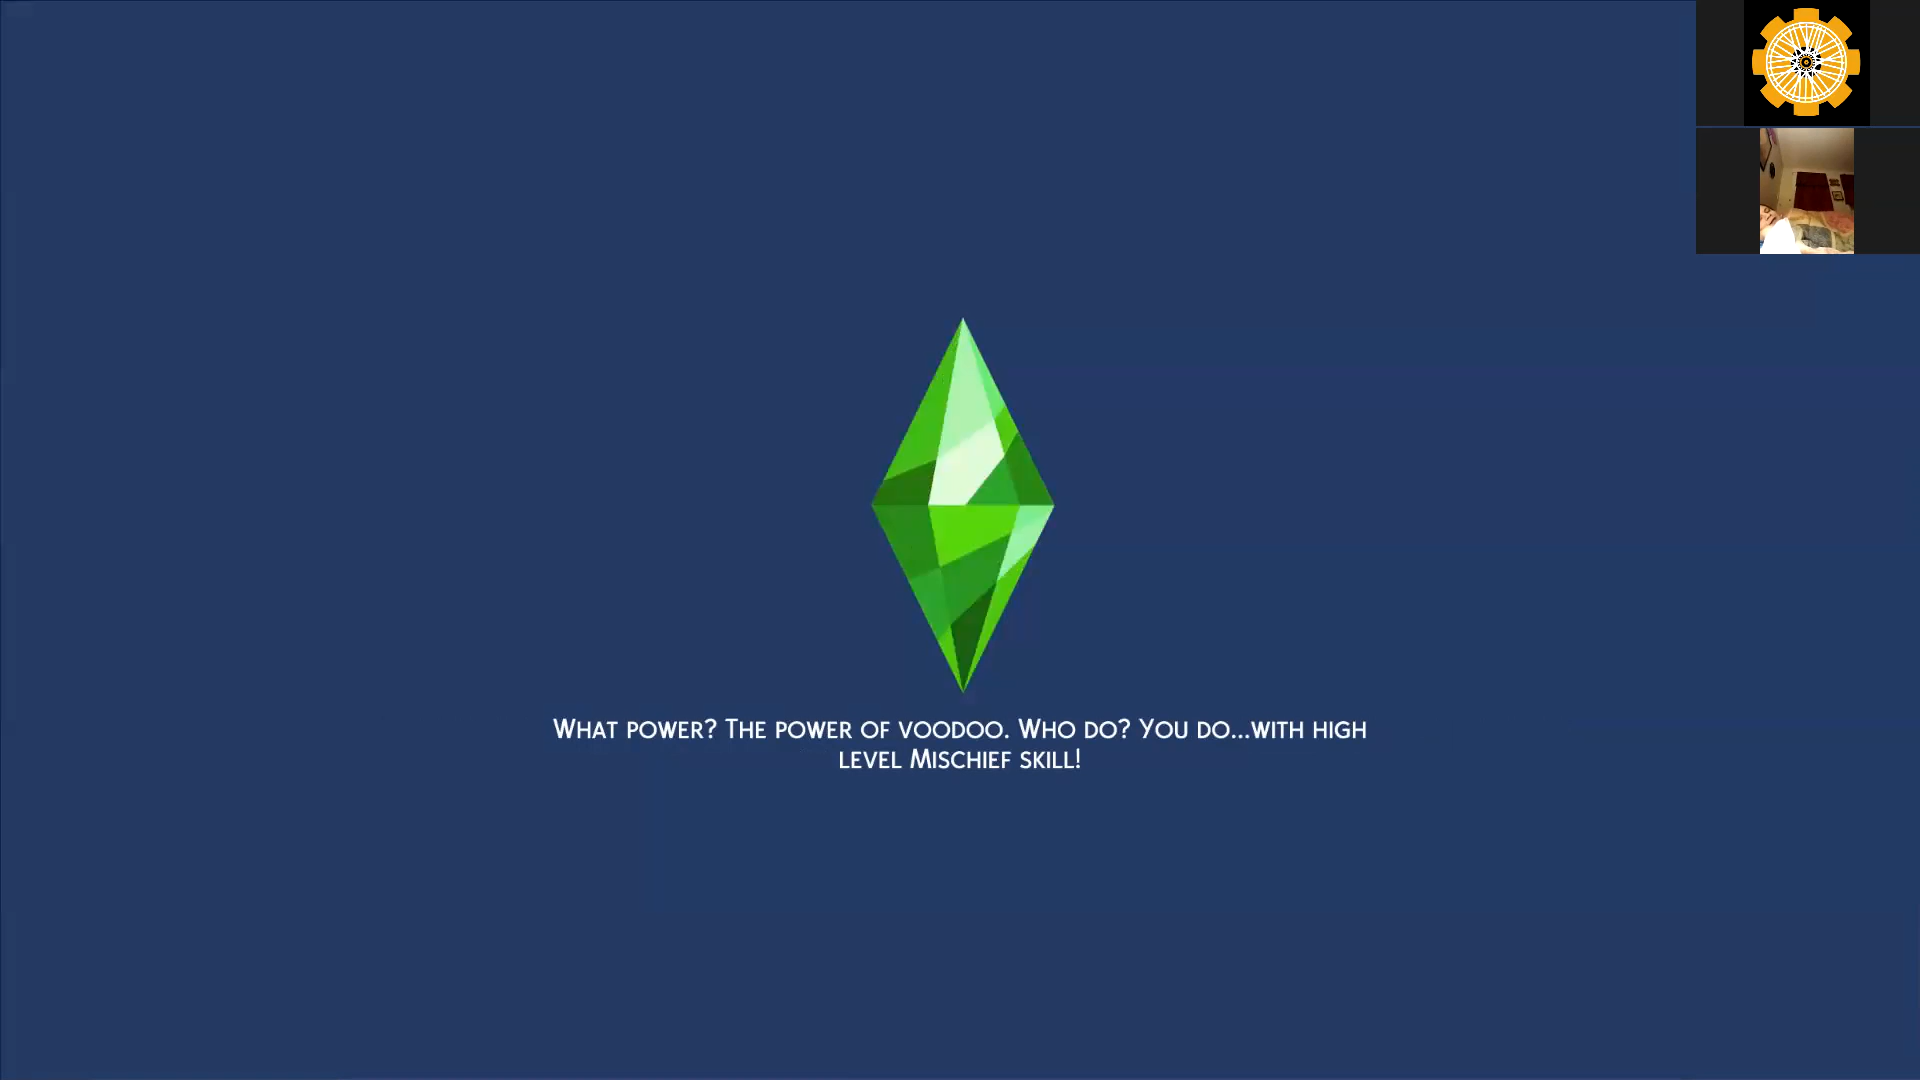 What power? The power of voodoo. Who do? You do...with high
level Mischief skill!